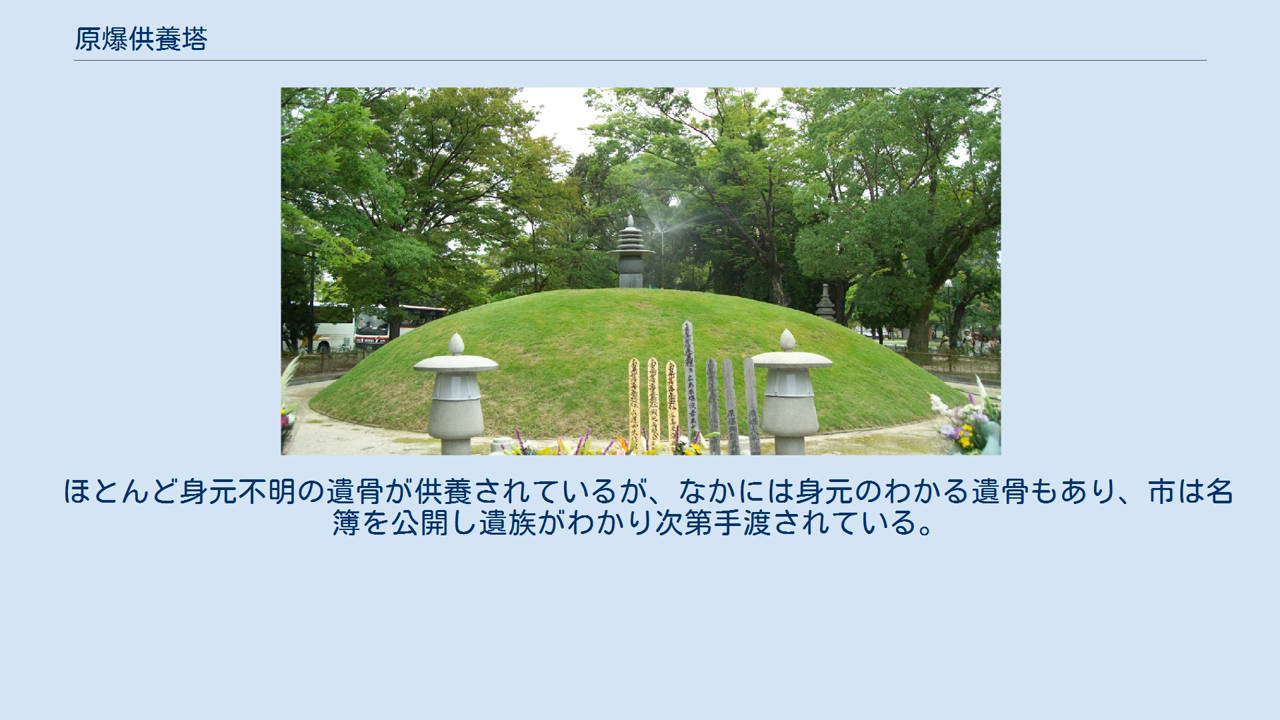 原爆供養塔
ほとんど身元不明の遺骨が供養されているが、なかには身元のわかる遺骨もあり、市は名
簿を公開し遺族がわかり次第手渡されている。